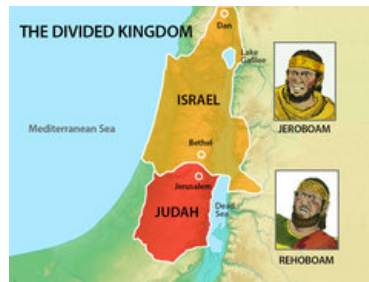 THE DIVIDED KINGDOM
Dan
Lake
Galilee
ISRAEL
JEROBOAM
Mediterranean Sea
Bethel
Jerusalem
JUDAH
Dead
Sea
REHOBOAM